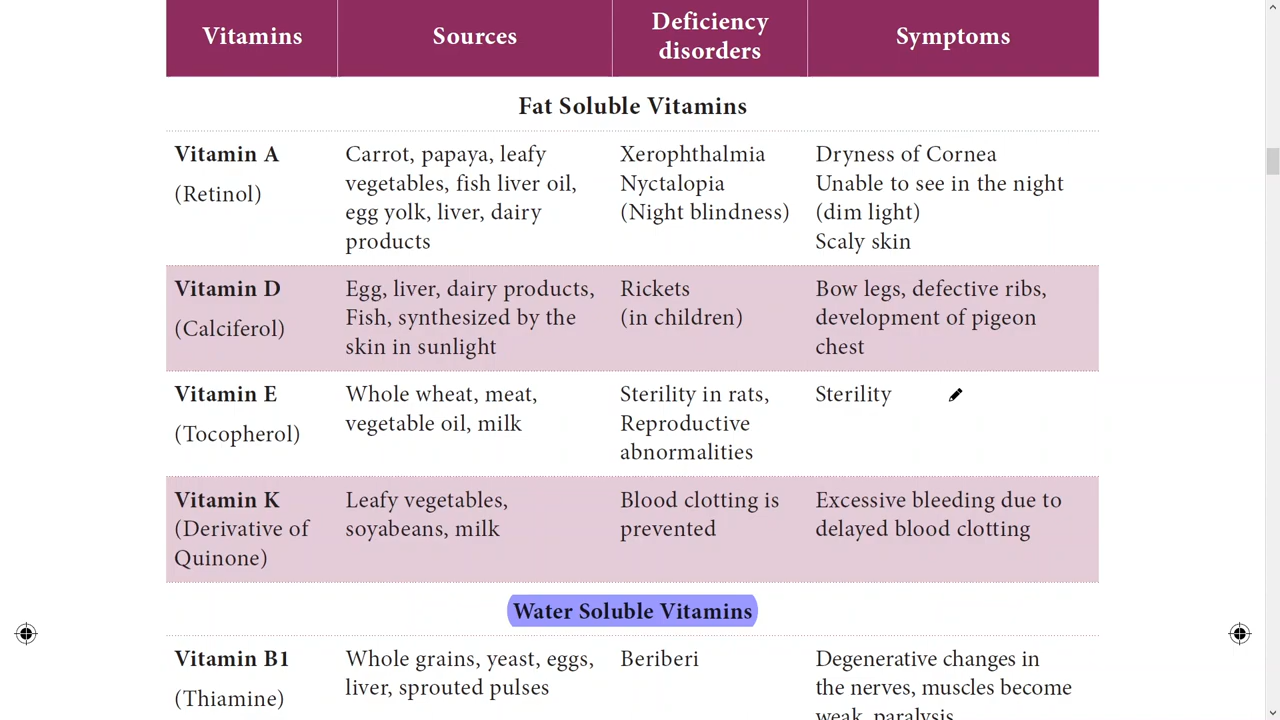 Vitamins Sources Deficiency disorders Symptoms
Fat Soluble Vitamins
Vitamin A
(Retinol)
Carrot, papaya, leafy
vegetables, fish liver oil,
egg yolk, liver, dairy
products
Xerophthalmia
Nyctalopia
(Night blindness)
Dryness of Cornea
Unable to see in the night
(dim light)
Scaly skin
Vitamin D
(Calciferol)
Egg, liver, dairy products,
Fish, synthesized by the
skin in sunlight
Rickets
(in children)
Bow legs, defective ribs,
development of pigeon
chest
Vitamin E
(Tocopherol)
Whole wheat, meat,
vegetable oil, milk
Sterility in rats,
Reproductive
abnormalities
Sterility
Vitamin K
(Derivative of
Quinone)
Leafy vegetables,
soyabeans, milk
Blood clotting is
prevented
Excessive bleeding due to
delayed blood clotting
Water Soluble Vitamins
Vitamin B1
(Thiamine)
Whole grains, yeast, eggs,
liver, sprouted pulses
Beriberi
Degenerative changes in
the nerves, muscles become
weak, paralysis